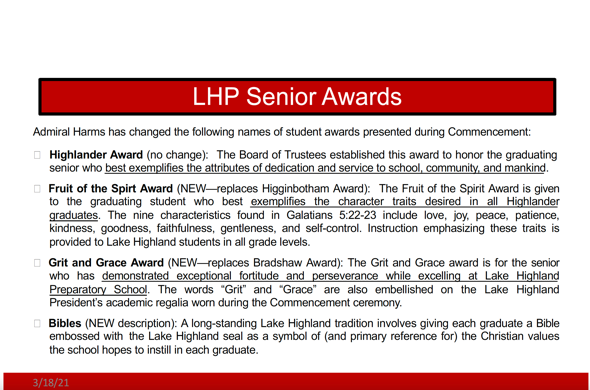 LHP Senior Awards
Admiral Harms has changed the following names of student awards presented during Commencement:
Highlander Award (no change): The Board of Trustees established this award to honor the graduating
senior who best exemplifies the attributes of dedication and service to school, community, and mankind.
Fruit of the Spirt Award (NEW—replaces Higginbotham Award): The Fruit of the Spirit Award is given
to the graduating student who best exemplifies the character traits desired in all Highlander
graduates. The nine characteristics found in Galatians 5:22-23 include love, joy, peace, patience,
kindness, goodness, faithfulness, gentleness, and self-control. Instruction emphasizing these traits is
provided to Lake Highland students in all grade levels.
Grit and Grace Award (NEW—replaces Bradshaw Award): The Grit and Grace award is for the senior
who has demonstrated exceptional fortitude and perseverance while excelling at Lake Highland
Preparatory School. The words “Grit” and “Grace” are also embellished on the Lake Highland
President’s academic regalia worn during the Commencement ceremony.
Bibles (NEW description): A long-standing Lake Highland tradition involves giving each graduate a Bible
embossed with the Lake Highland seal as a symbol of (and primary reference for) the Christian values
the school hopes to instill in each graduate.
3/18/21